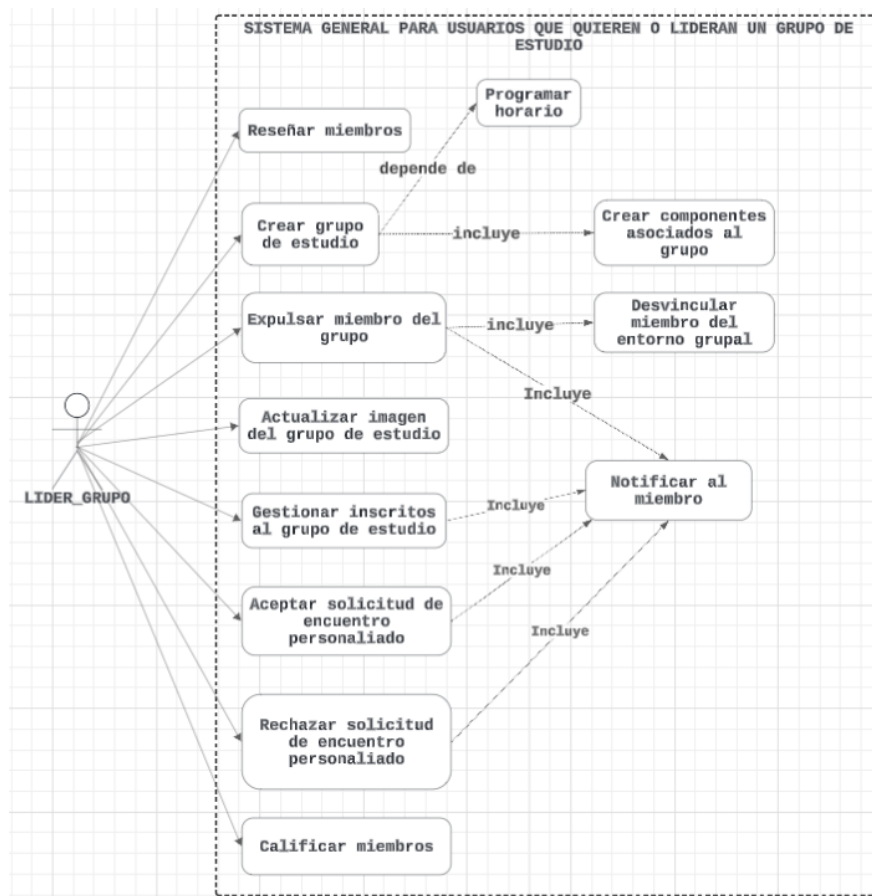 SISTEMA GENERAL PARA USUARIOS QUE QUIEREN O LIDERAN UN GRUPO DE
ESTUDIO
Programar
horario
Reseñar miembros
depende de
Crear grupo
de estudio
incluye
Crear componentes
asociados al
grupo
Expulsar miembro del
grupo
incluye
Desvincular
miembro del
entorno grupal
Incluye
Actualizar imagen
del grupo de estudio
LIDER_GRUPO
Notificar al
miembro
Gestionar inscritos
al grupo de estudio
Incluye
Aceptar solicitud de
encuentro
personaliado
Incluye
Incluye
Rechazar solicitud
de encuentro
personaliado
Calificar miembros